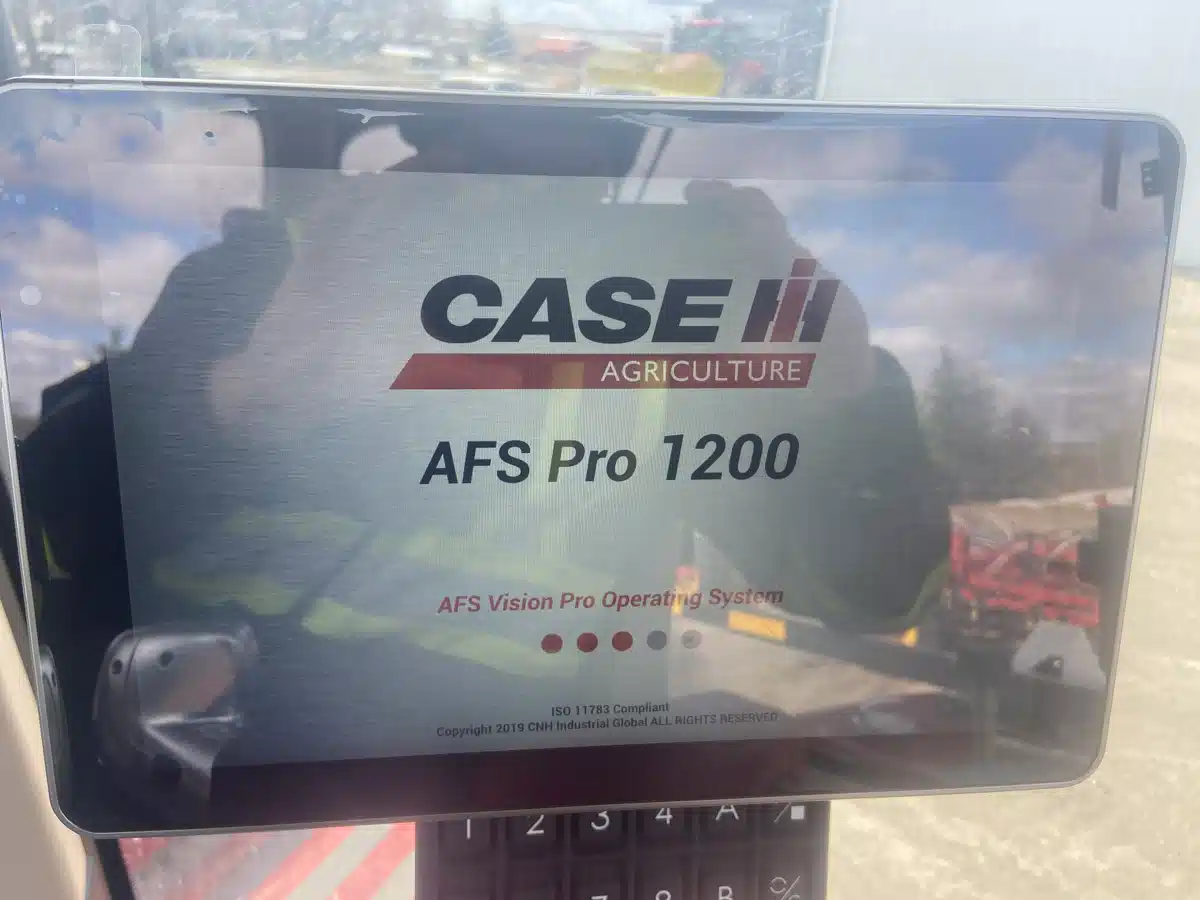 CASE IH
AGRICULTURE
AFS Pro 1200
AFS Vision Pro Operating System
ISO 11783 Compliant
Copyright 2019 CNH Industrial Global ALL RIGHTS RESERVED
1 2 3 4 A
B %